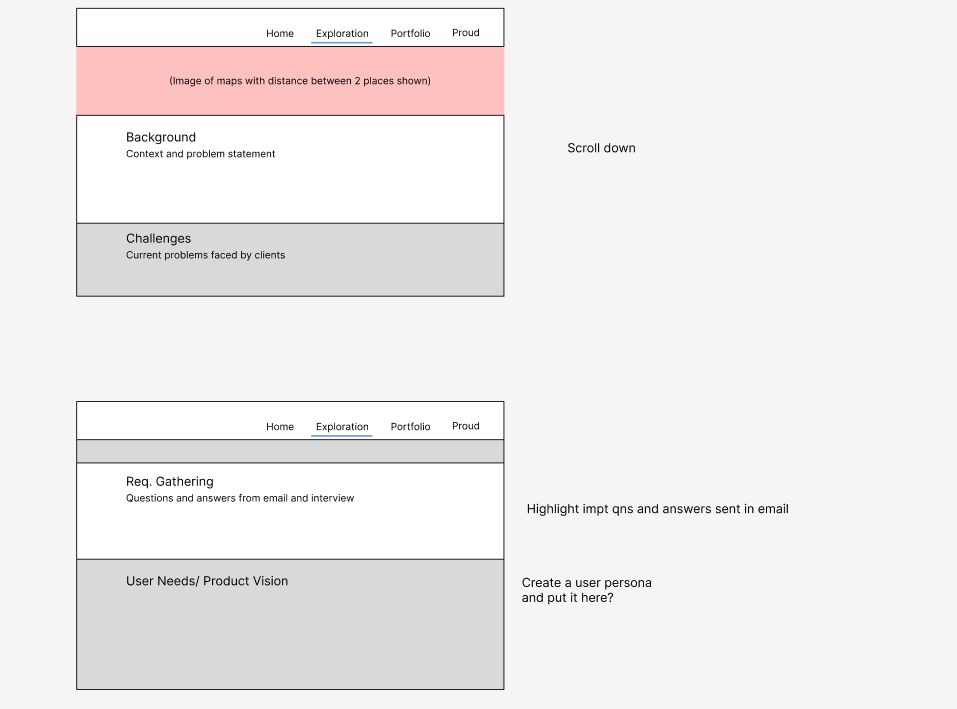 Home Exploration Portfolio Proud
(Image of maps with distance between 2 places shown)
Background
Context and problem statement
Scroll down
Challenges
Current problems faced by clients
Home Exploration Portfolio Proud
Req. Gathering
Questions and answers from email and interview
Highlight impt qns and answers sent in email
User Needs/ Product Vision
Create a user persona
and put it here?